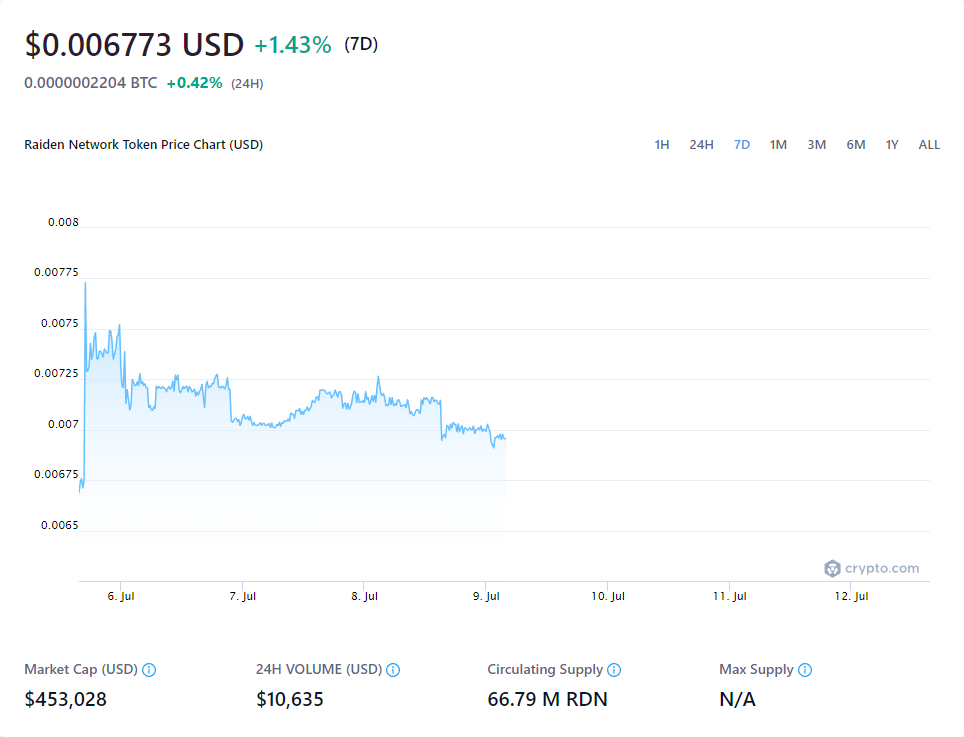 $0.006773 USD +1.43% (7D)
0.0000002204 BTC +0.42% (24H)
Raiden Network Token Price Chart (USD) 1H 24H 7D 1M 3M 6M 1Y ALL
0.008
0.00775
0.0075
0.00725
0.007
0.00675
0.0065
crypto.com
6. Jul 7. Jul 8. Jul 9. Jul 10. Jul 11. Jul 12. Jul
Market Cap (USD) 24H VOLUME (USD) Circulating Supply Max Supply
$453,028 $10,635 66.79 M RDN N/A